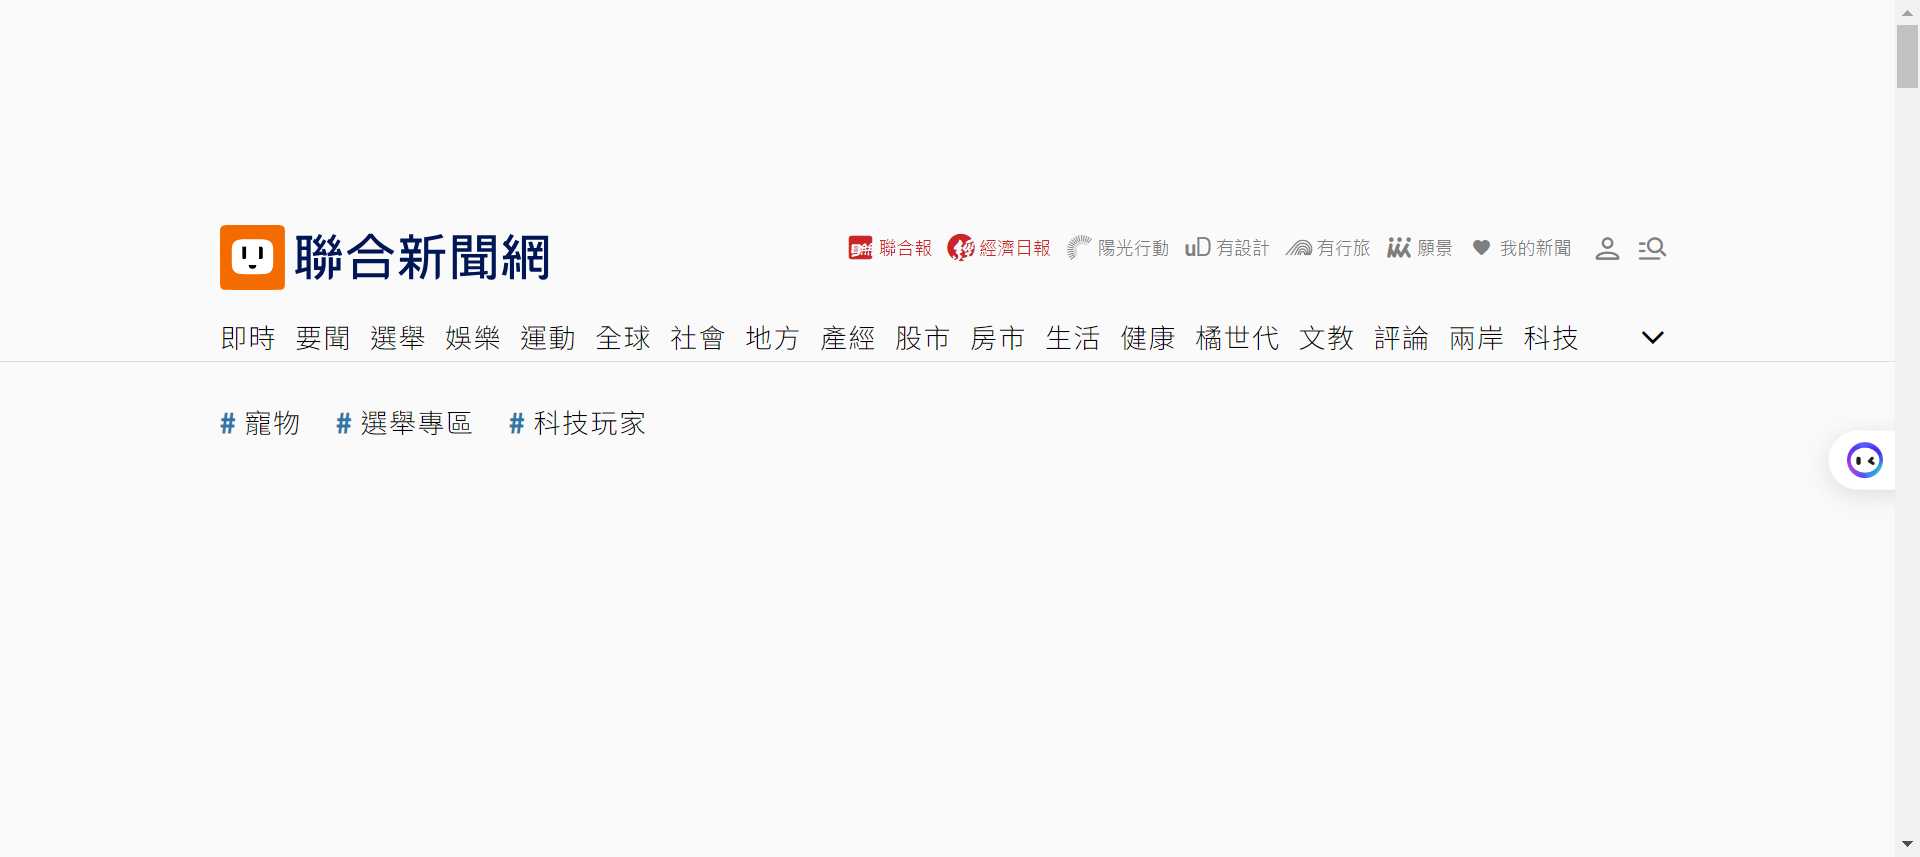 聯合新聞網
聯合報 經濟日報 陽光行動 uD 有設計 有行旅 願景 我的新聞
即時 要聞 選舉 娛樂 運動 全球 社會 地方 產經 股市 房市 生活 健康 橘世代 文教 評論 兩岸 科技
# 寵物 # 選舉專區 # 科技玩家